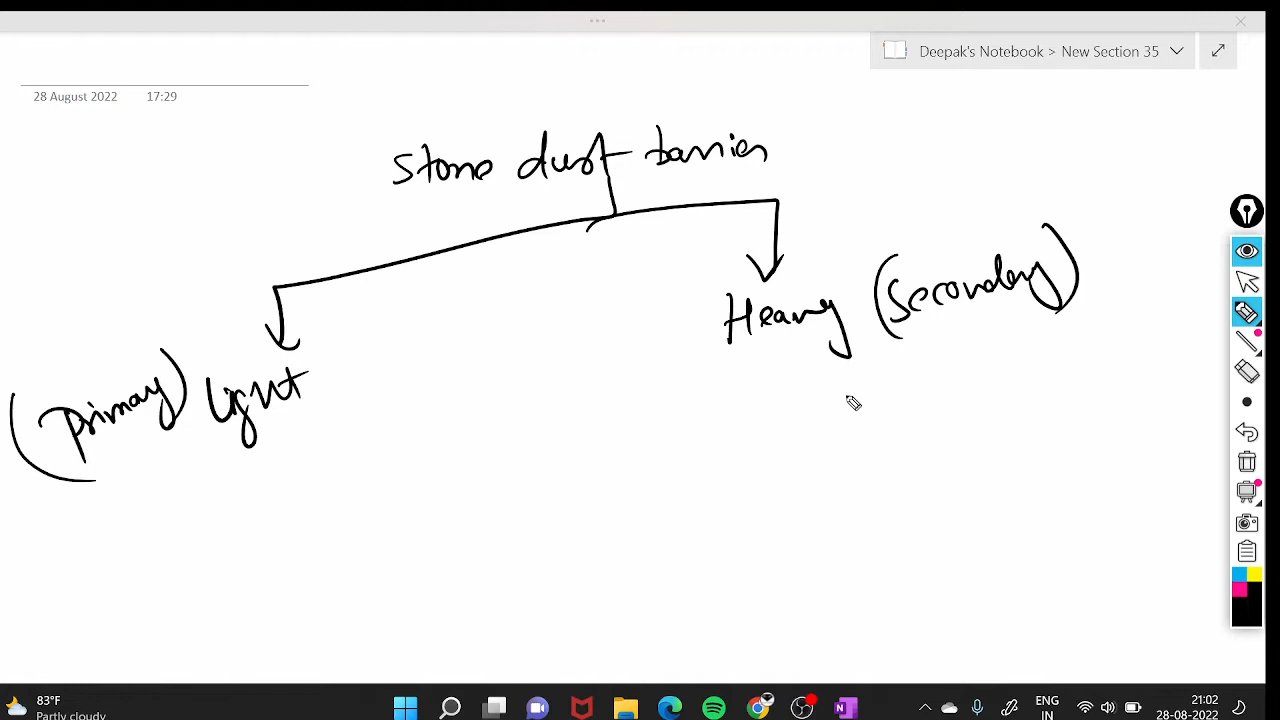 Deepak's Notebook > New Section 35
28 August 2022 17:29
Stone dust barrier
Heavy (Secondary)
(Primary) Light
83°F
Partly cloudy
ENG
IN
21:02
28-08-2022